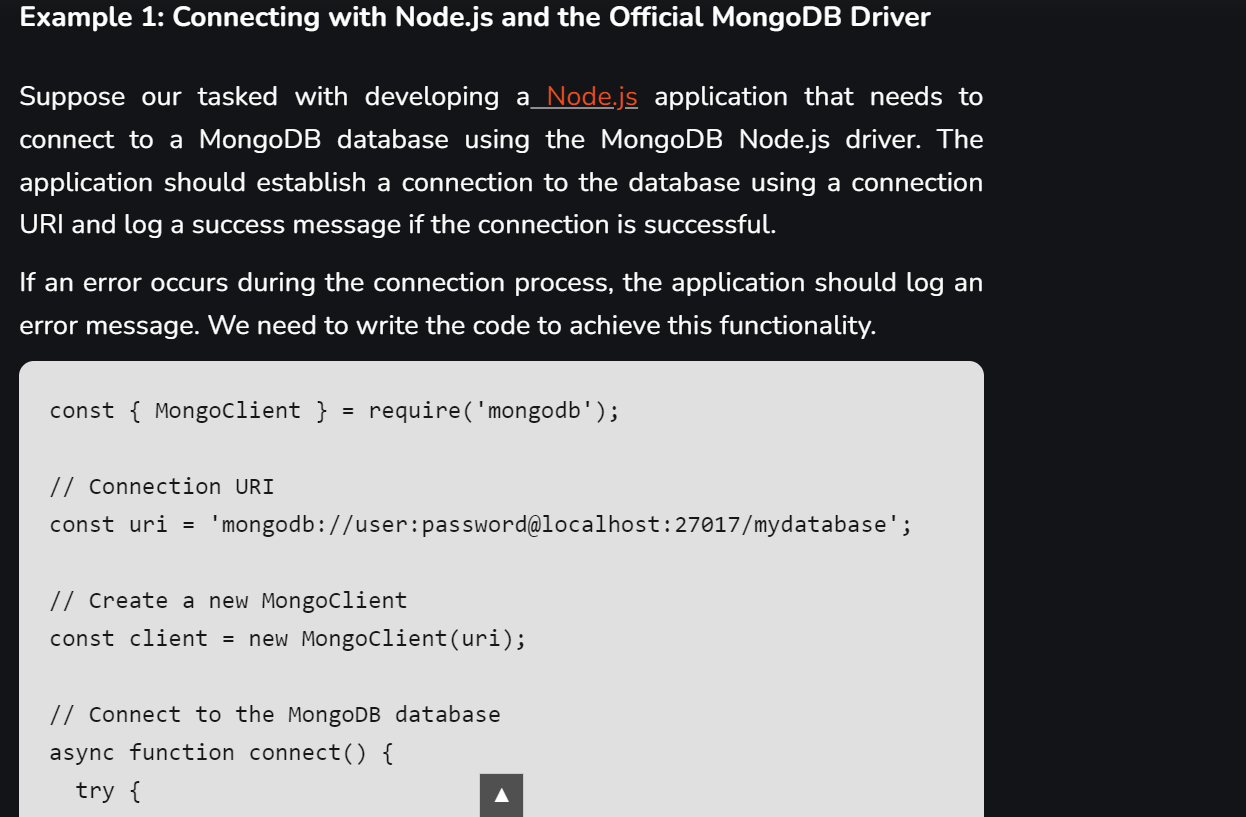 Example 1: Connecting with Node.js and the Official MongoDB Driver
Suppose our tasked with developing a Node.js application that needs to
connect to a MongoDB database using the MongoDB Node.js driver. The
application should establish a connection to the database using a connection
URI and log a success message if the connection is successful.
If an error occurs during the connection process, the application should log an
error message. We need to write the code to achieve this functionality.
const { MongoClient } = require('mongodb');
// Connection URI
const uri = 'mongodb://user:password@localhost:27017/mydatabase';
// Create a new MongoClient
const client = new MongoClient(uri);
// Connect to the MongoDB database
async function connect() {
  try {